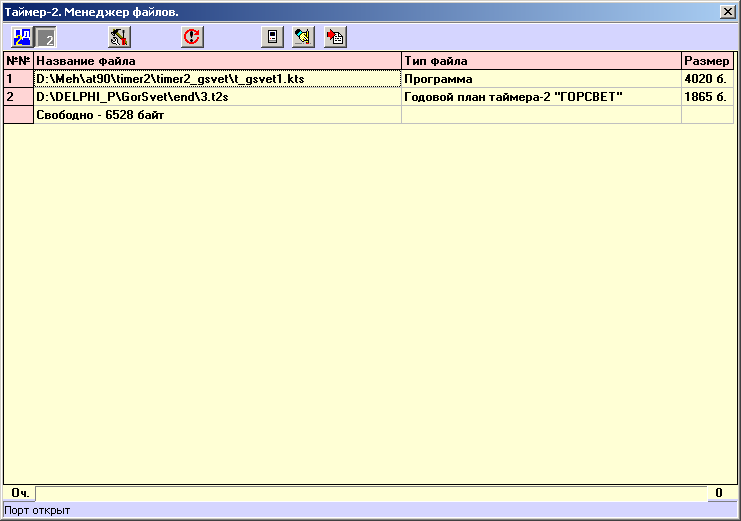 Таймер-2. Менеджер файлов.
2
№№ Название файла Тип файла Размер
1 D:\Meh\at90\timer2\timer2_gsvet\t_gsvet1.kts Программа 4020 б.
2 D:\DELPHI_P\GorSvet\end\3.t2s Годовой план таймера-2 "ГОРСВЕТ" 1865 б.
Свободно - 6528 байт
Оч. 0
Порт открыт